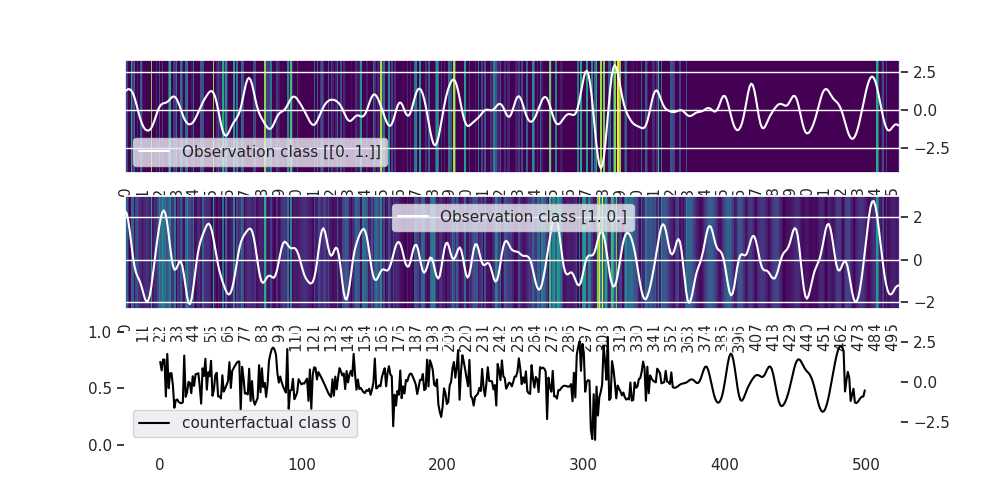 2.5
0.0
−2.5
Observation class [[0. 1.]]
2
0
−2
Observation class [1. 0.]
0 11 22 33 44 55 66 77 88 99 110 121 132 143 154 165 176 187 198 209 220 231 242 253 264 275 286 297 308 319 330 341 352 363 374 385 396 407 418 429 440 451 462 473 484 495
1.0
0.5
0.0
2.5
0.0
−2.5
counterfactual class 0
0 100 200 300 400 500